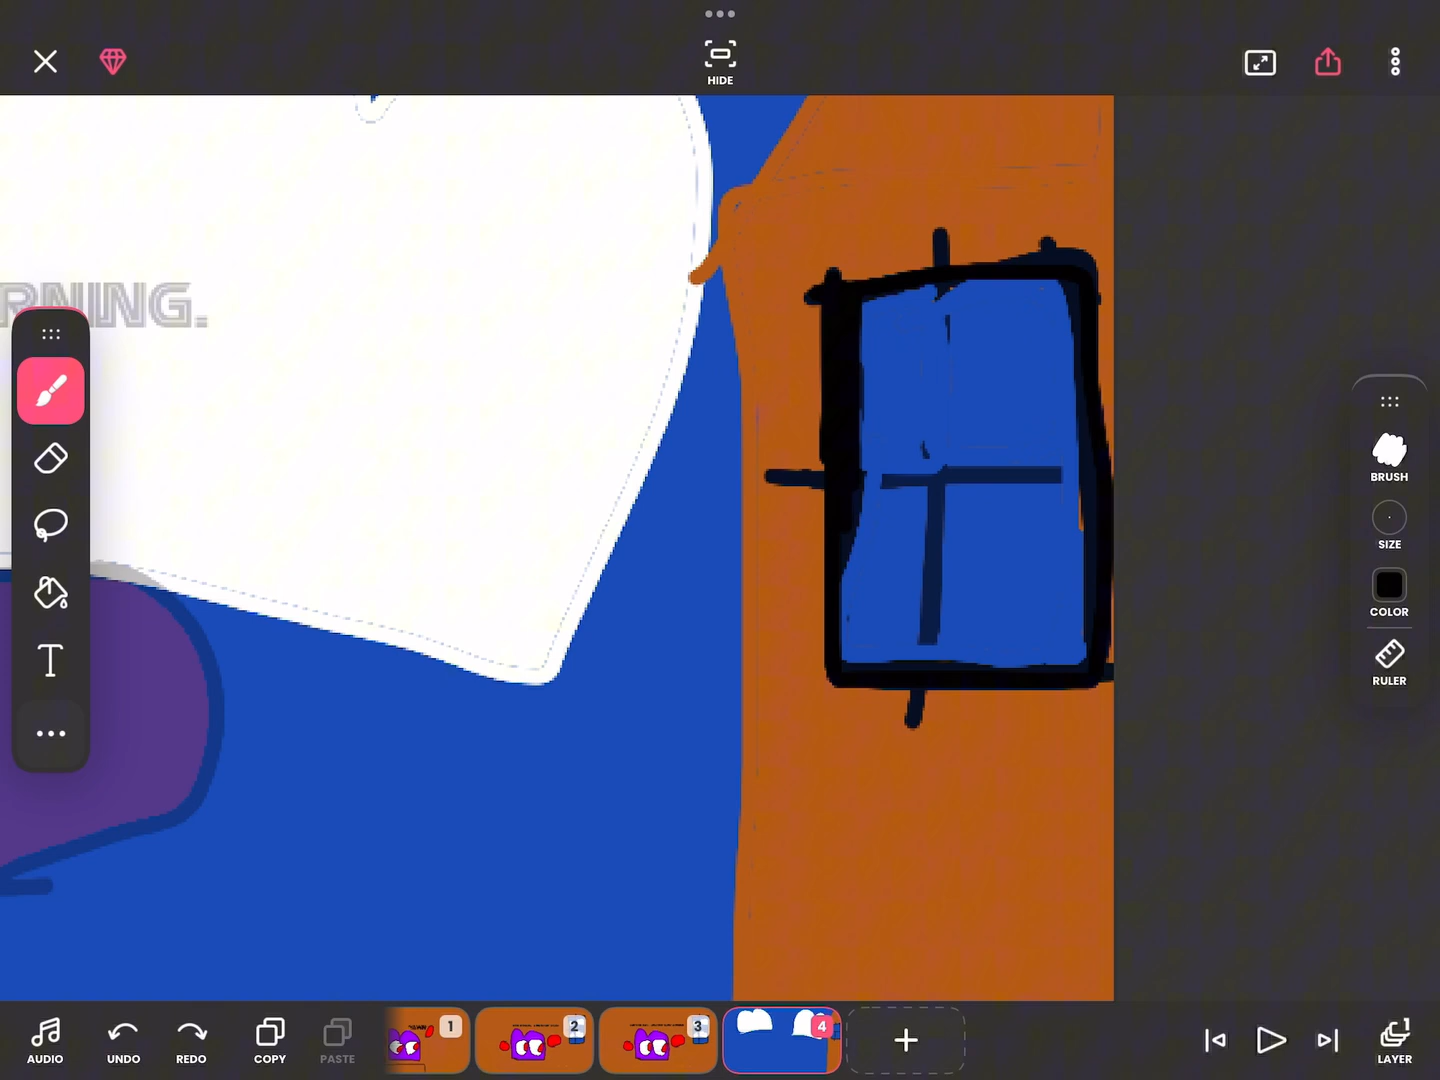 HIDE
RNING.
BRUSH
SIZE
COLOR
RULER
T
1
2
3
4
AUDIO
UNDO
REDO
COPY
PASTE
LAYER